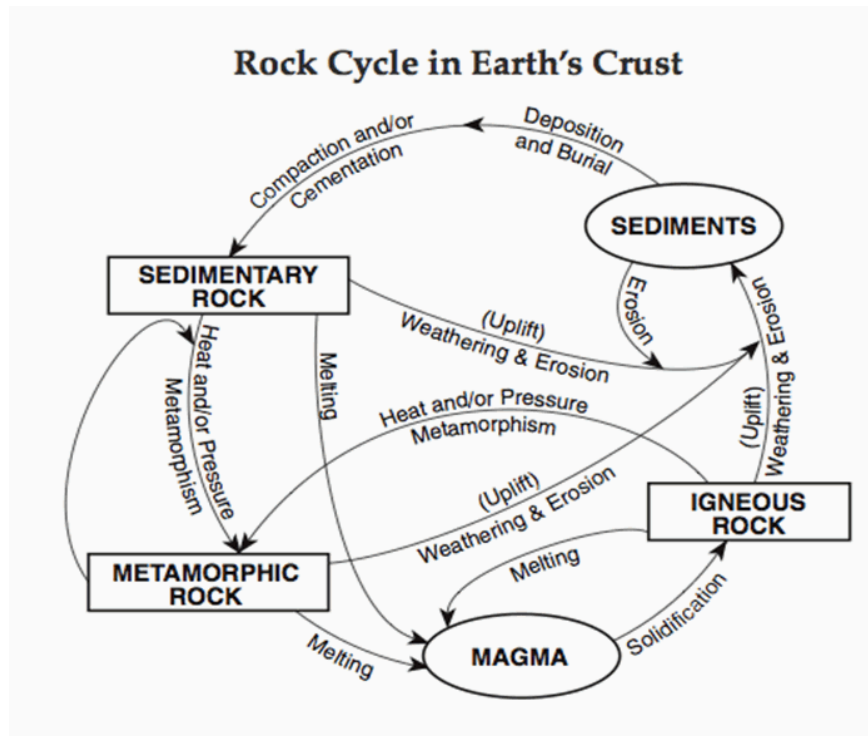 Rock Cycle in Earth's Crust
Deposition
and Burial
Compaction and/or
Cementation
SEDIMENTS
SEDIMENTARY
ROCK
Erosion
(Uplift)
Weathering & Erosion
(Uplift)
Weathering & Erosion
Heat and/or Pressure
Metamorphism
Melting
Heat and/or Pressure
Metamorphism
(Uplift)
Weathering & Erosion
IGNEOUS
ROCK
METAMORPHIC
ROCK
Melting
Melting
MAGMA
Solidification